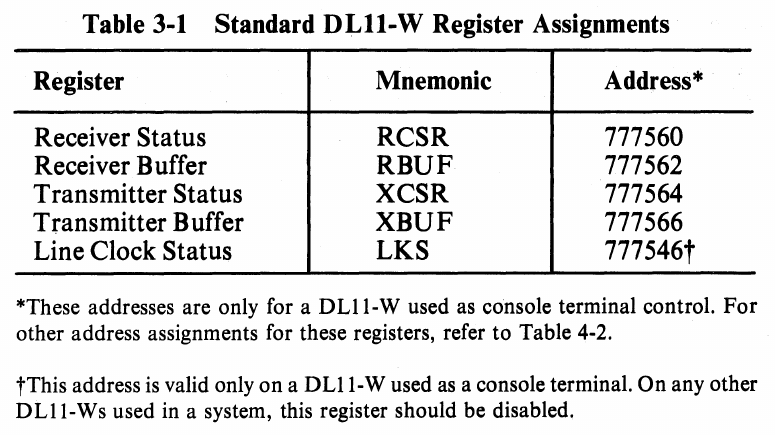 Table 3-1 Standard DL11-W Register Assignments
Register Mnemonic Address*
Receiver Status RCSR 777560
Receiver Buffer RBUF 777562
Transmitter Status XCSR 777564
Transmitter Buffer XBUF 777566
Line Clock Status LKS 777546†
*These addresses are only for a DL11-W used as console terminal control. For
other address assignments for these registers, refer to Table 4-2.
†This address is valid only on a DL11-W used as a console terminal. On any other
DL11-Ws used in a system, this register should be disabled.